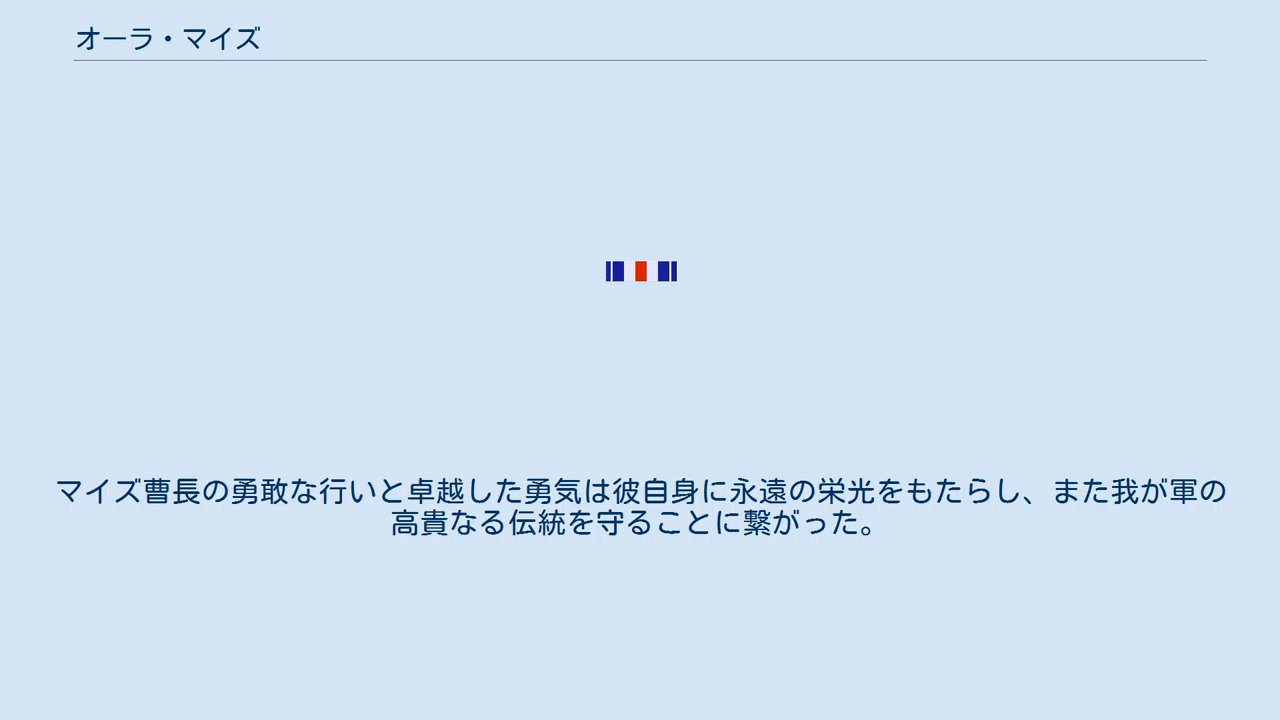 オーラ・マイズ
マイズ曹長の勇敢な行いと卓越した勇気は彼自身に永遠の栄光をもたらし、また我が軍の
高貴なる伝統を守ることに繋がった。